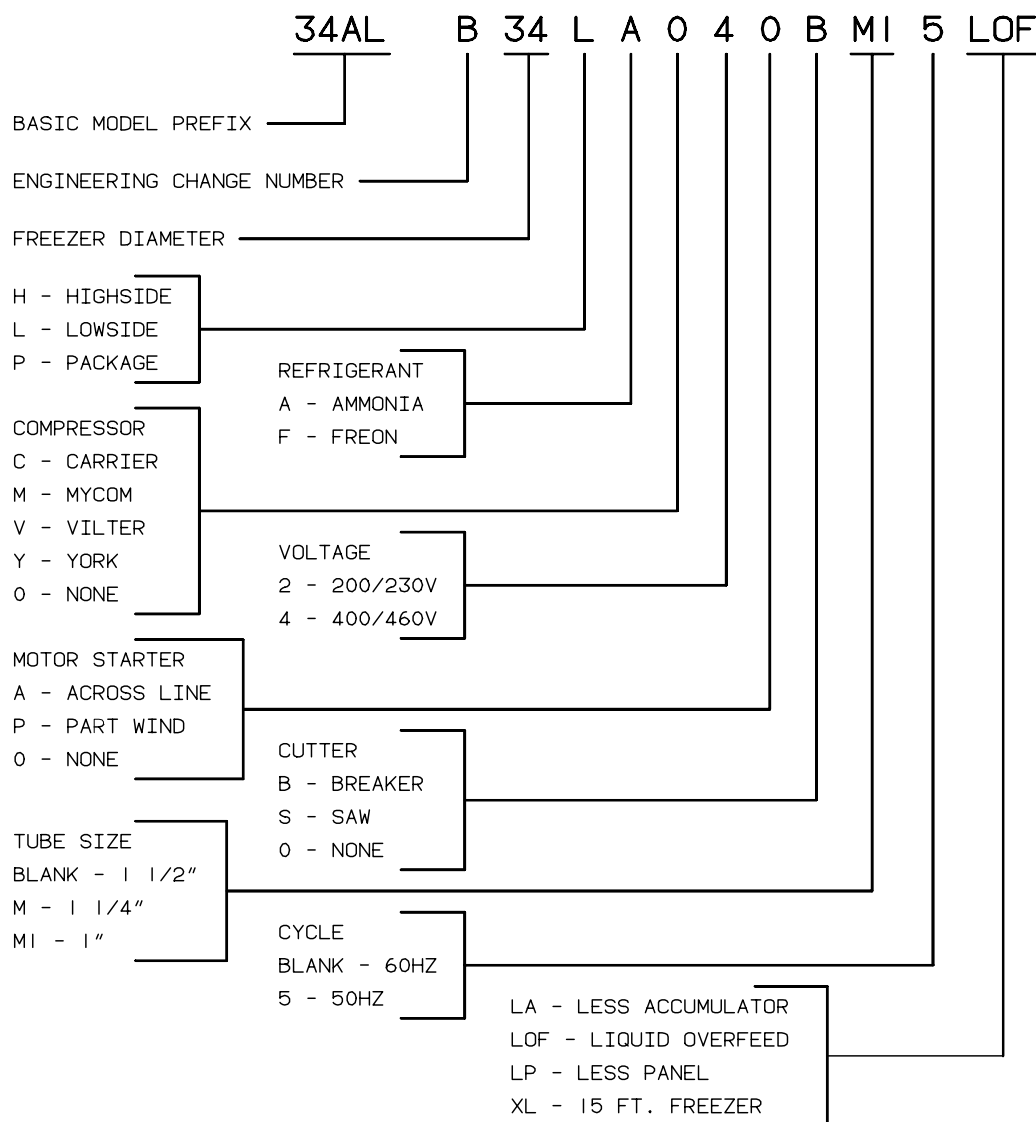 34AL B 34 L A 0 4 0 B M1 5 LOF
BASIC MODEL PREFIX
ENGINEERING CHANGE NUMBER
FREEZER DIAMETER
H - HIGHSIDE
L - LOWSIDE
P - PACKAGE
REFRIGERANT
A - AMMONIA
F - FREON
COMPRESSOR
C - CARRIER
M - MYCOM
V - VILTER
Y - YORK
0 - NONE
VOLTAGE
2 - 200/230V
4 - 400/460V
MOTOR STARTER
A - ACROSS LINE
P - PART WIND
0 - NONE
CUTTER
B - BREAKER
S - SAW
0 - NONE
TUBE SIZE
BLANK - 1 1/2"
M - 1 1/4"
M1 - 1"
CYCLE
BLANK - 60HZ
5 - 50HZ
LA - LESS ACCUMULATOR
LOF - LIQUID OVERFEED
LP - LESS PANEL
XL - 15 FT. FREEZER